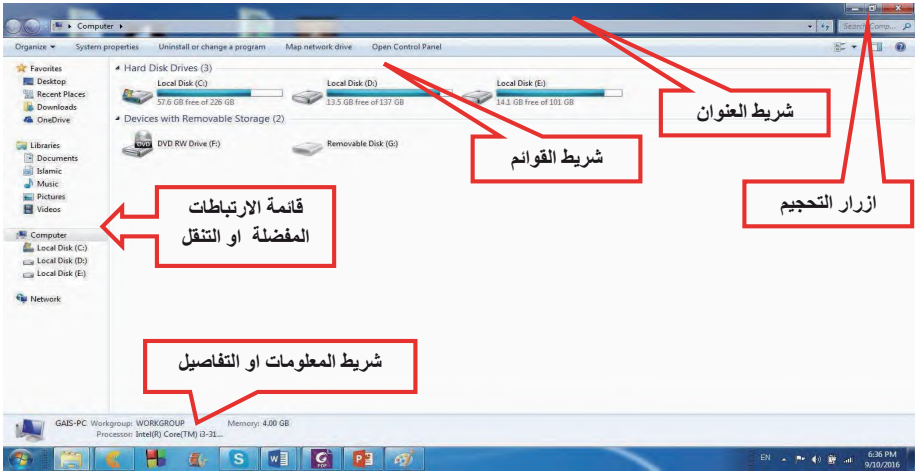 Computer
Search Comp...
Organize System properties Uninstall or change a program Map network drive Open Control Panel
Favorites
Desktop
Recent Places
Downloads
OneDrive
Libraries
Documents
Islamic
Music
Pictures
Videos
Computer
Local Disk (C:)
Local Disk (D:)
Local Disk (E:)
Network
Hard Disk Drives (3)
Local Disk (C:)
57.6 GB free of 226 GB
Local Disk (D:)
13.5 GB free of 137 GB
Local Disk (E:)
14.1 GB free of 101 GB
Devices with Removable Storage (2)
DVD
DVD RW Drive (F:)
Removable Disk (G:)
شريط العنوان
شريط القوائم
ازرار التحجيم
قائمة الارتباطات
المفضلة او التنقل
شريط المعلومات او التفاصيل
GAIS-PC Workgroup: WORKGROUP Memory: 4.00 GB
Processor: Intel(R) Core(TM) i3-31...
EN
6:36 PM
9/10/2016